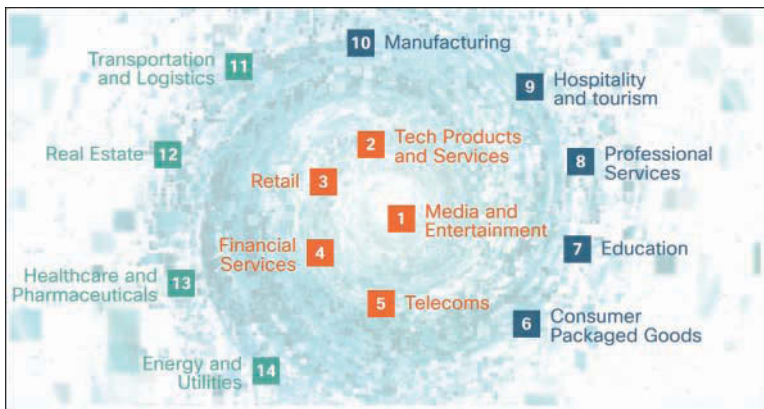 10 Manufacturing
Transportation
and Logistics 11
9 Hospitality
and tourism
2 Tech Products
and Services
Real Estate 12
8 Professional
Services
Retail 3
1 Media and
Entertainment
Financial
Services 4
7 Education
Healthcare and
Pharmaceuticals 13
5 Telecoms
6 Consumer
Packaged Goods
Energy and
Utilities 14